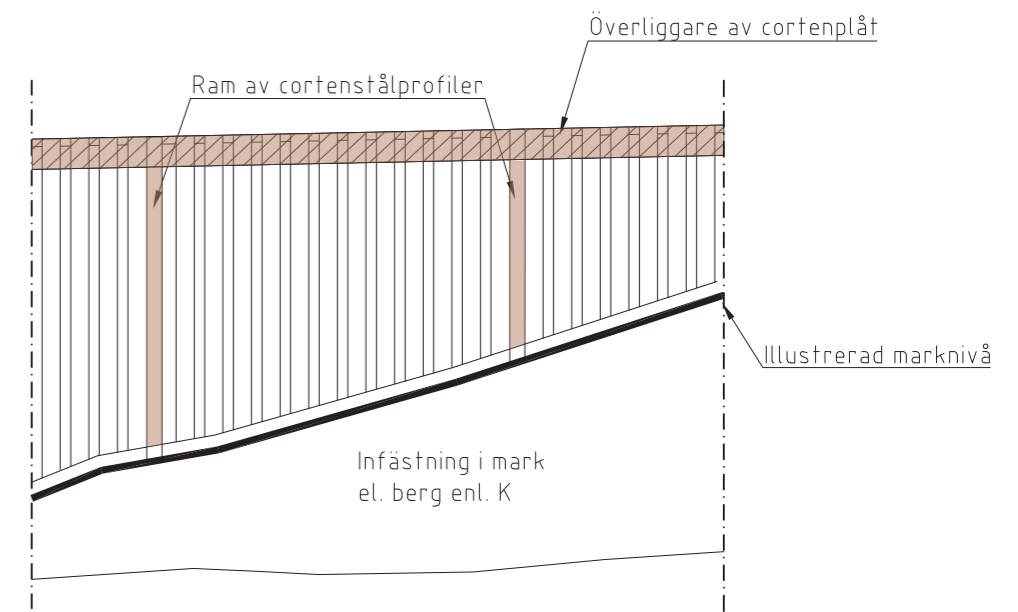 Överliggare av cortenplåt
Ram av cortenstålprofiler
Illustrerad marknivå
Infästning i mark
el. berg enl. K